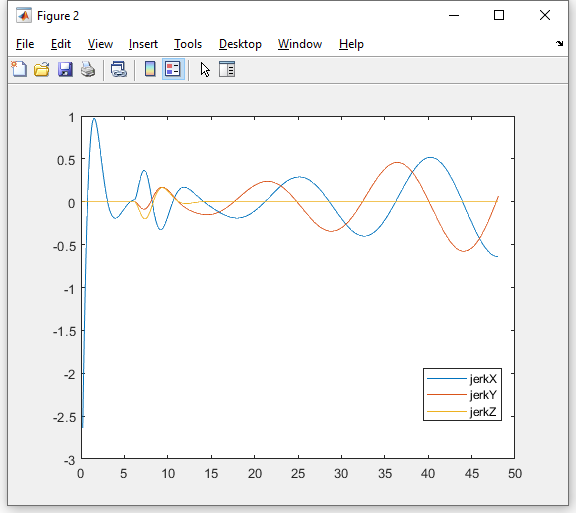 Figure 2
File Edit View Insert Tools Desktop Window Help
1
0.5
0
-0.5
-1
-1.5
-2
-2.5
-3
0 5 10 15 20 25 30 35 40 45 50
jerkX
jerkY
jerkZ